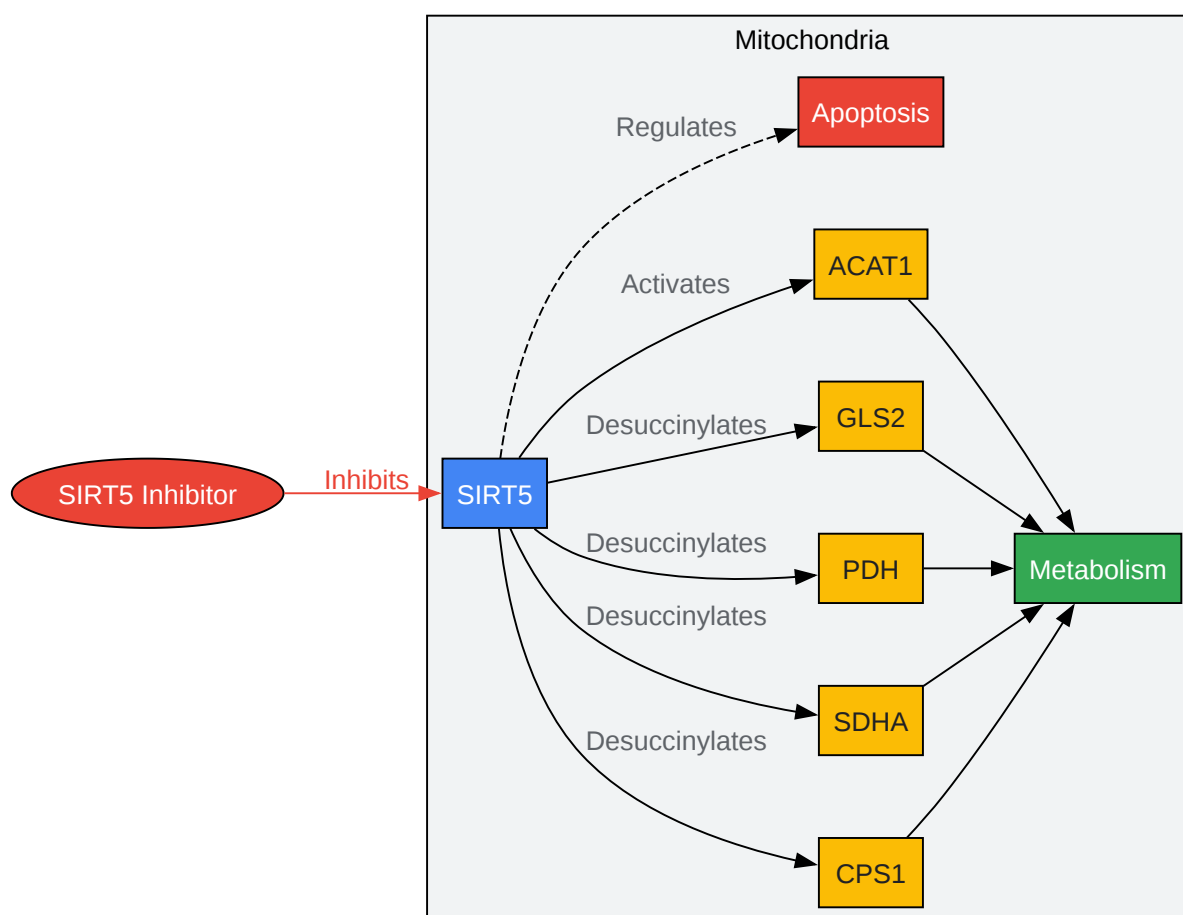 Mitochondria
Apoptosis
Regulates
ACAT1
Activates
GLS2
Desuccinylates
Inhibits
SIRT5 Inhibitor
SIRT5
Desuccinylates
PDH
Metabolism
Desuccinylates
SDHA
Desuccinylates
CPS1